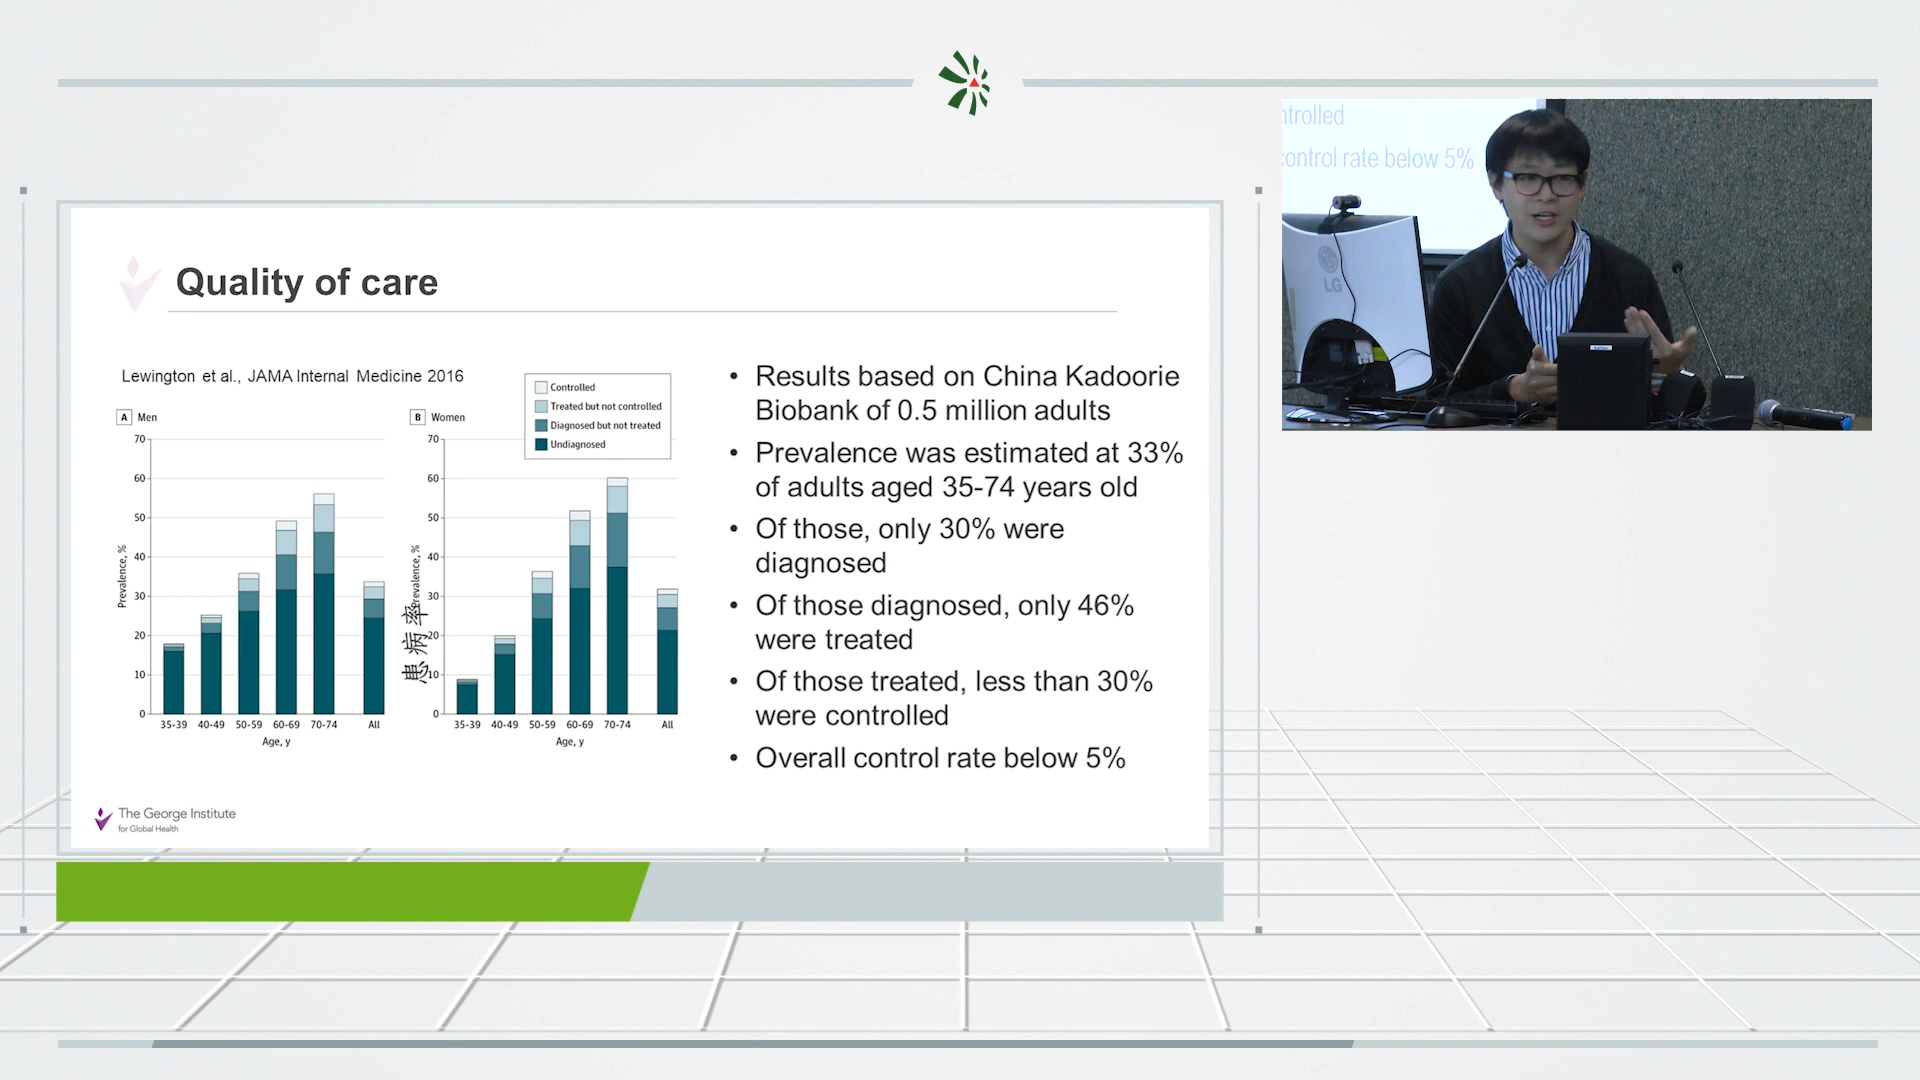 Quality of care
Lewington et al., JAMA Internal Medicine 2016
Controlled
Treated but not controlled
Diagnosed but not treated
Undiagnosed
A Men
70
60
50
40
30
20
10
0
Prevalence, %
35-39 40-49 50-59 60-69 70-74 All
Age, y
B Women
70
60
50
40
30
20
10
0
Prevalence, %
患病率
35-39 40-49 50-59 60-69 70-74 All
Age, y
• Results based on China Kadoorie
Biobank of 0.5 million adults
• Prevalence was estimated at 33%
of adults aged 35-74 years old
• Of those, only 30% were
diagnosed
• Of those diagnosed, only 46%
were treated
• Of those treated, less than 30%
were controlled
• Overall control rate below 5%
The George Institute
for Global Health
ntrolled
control rate below 5%
LG